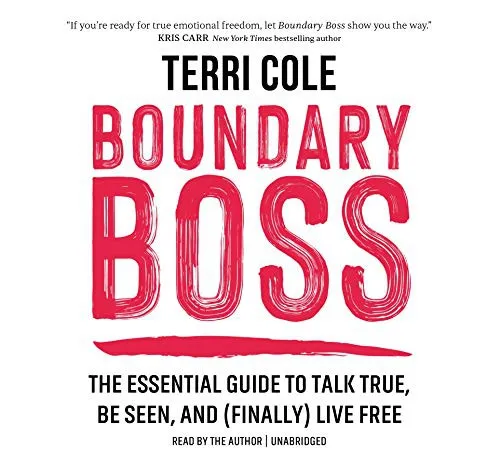 "If you're ready for true emotional freedom, let Boundary Boss show you the way."
KRIS CARR New York Times bestselling author
TERRI COLE
BOUNDARY
BOSS
THE ESSENTIAL GUIDE TO TALK TRUE,
BE SEEN, AND (FINALLY) LIVE FREE
READ BY THE AUTHOR | UNABRIDGED